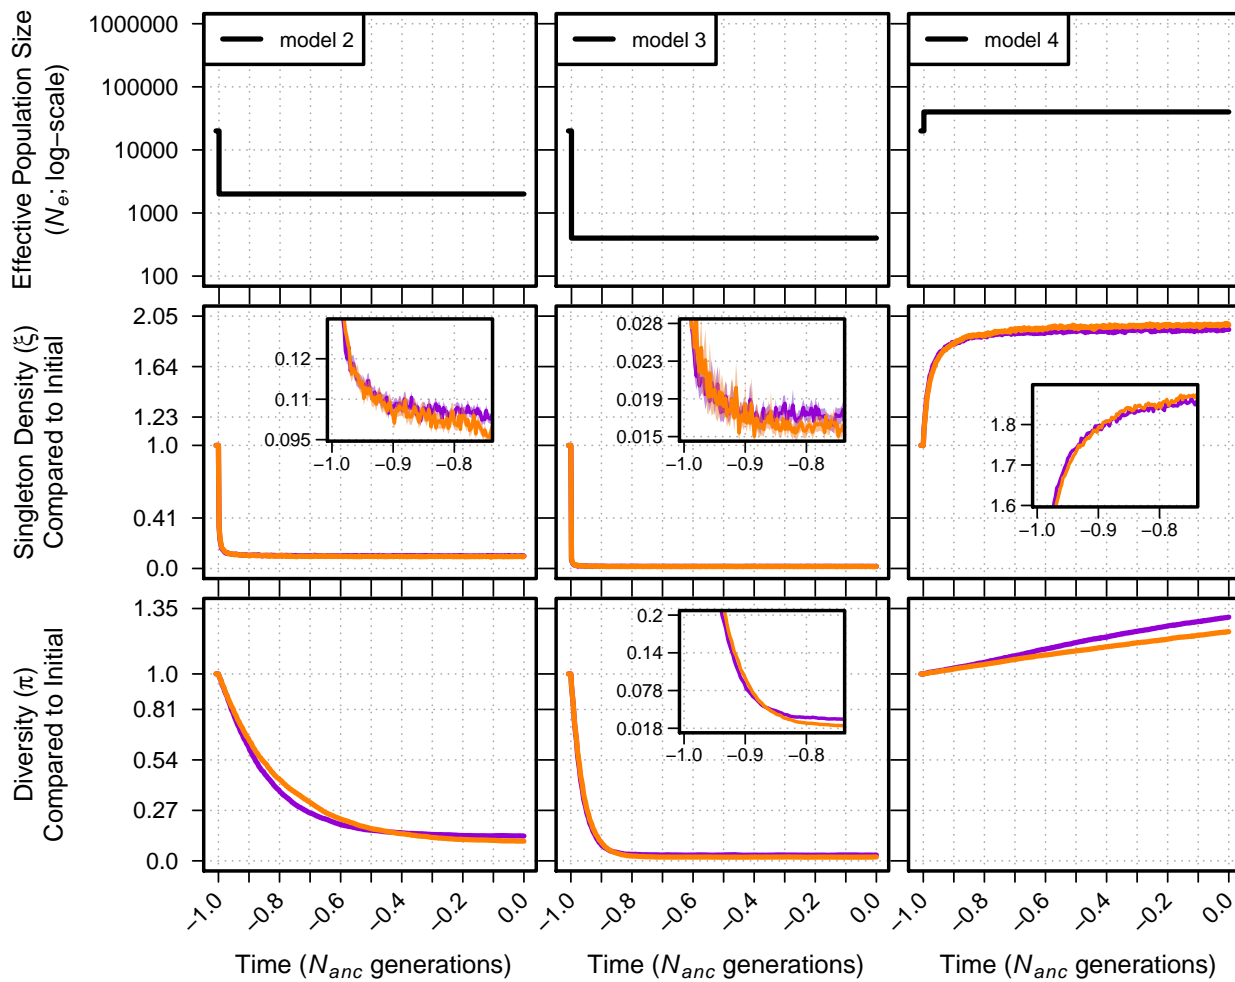 Effective Population Size
(Ne; log−scale)
1000000
100000
10000
1000
100
model 2
model 3
model 4
Singleton Density (ξ)
Compared to Initial
2.05
1.64
1.23
1.0
0.41
0.0
0.12
0.11
0.095
−1.0 −0.9 −0.8
0.028
0.023
0.019
0.015
−1.0 −0.9 −0.8
1.8
1.7
1.6
−1.0 −0.9 −0.8
Diversity (π)
Compared to Initial
1.35
1.0
0.81
0.54
0.27
0.0
0.2
0.14
0.078
0.018
−1.0 −0.9 −0.8
−1.0 −0.8 −0.6 −0.4 −0.2 0.0
−1.0 −0.8 −0.6 −0.4 −0.2 0.0
−1.0 −0.8 −0.6 −0.4 −0.2 0.0
Time (Nanc generations)
Time (Nanc generations)
Time (Nanc generations)